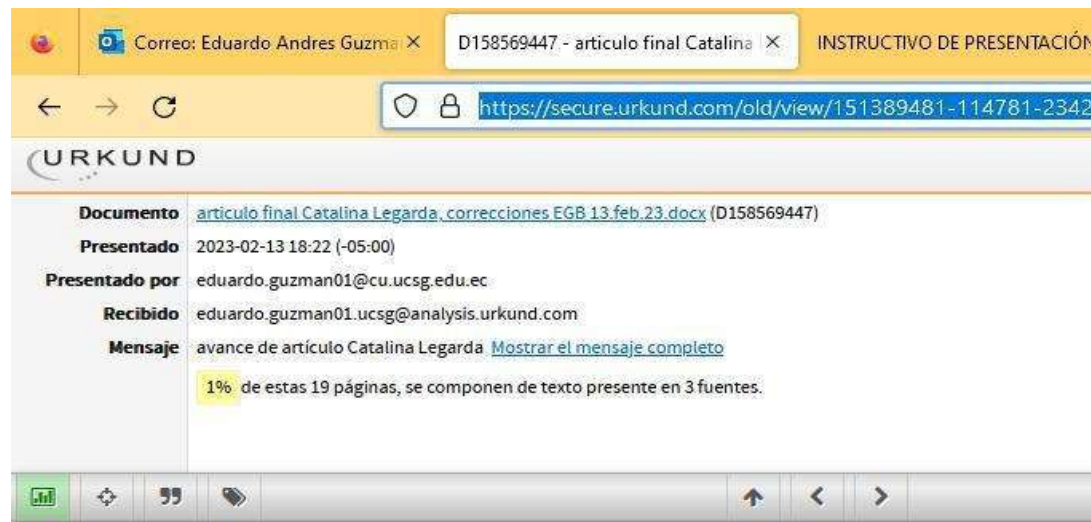 Correo: Eduardo Andres Guzma
D158569447 - articulo final Catalina
INSTRUCTIVO DE PRESENTACIÓN
https://secure.urkund.com/old/view/151389481-114781-2342
URKUND
Documento articulo final Catalina Legarda, correcciones EGB 13.feb.23.docx (D158569447)
Presentado 2023-02-13 18:22 (-05:00)
Presentado por eduardo.guzman01@cu.ucsg.edu.ec
Recibido eduardo.guzman01.ucsg@analysis.urkund.com
Mensaje avance de artículo Catalina Legarda Mostrar el mensaje completo
1% de estas 19 páginas, se componen de texto presente en 3 fuentes.